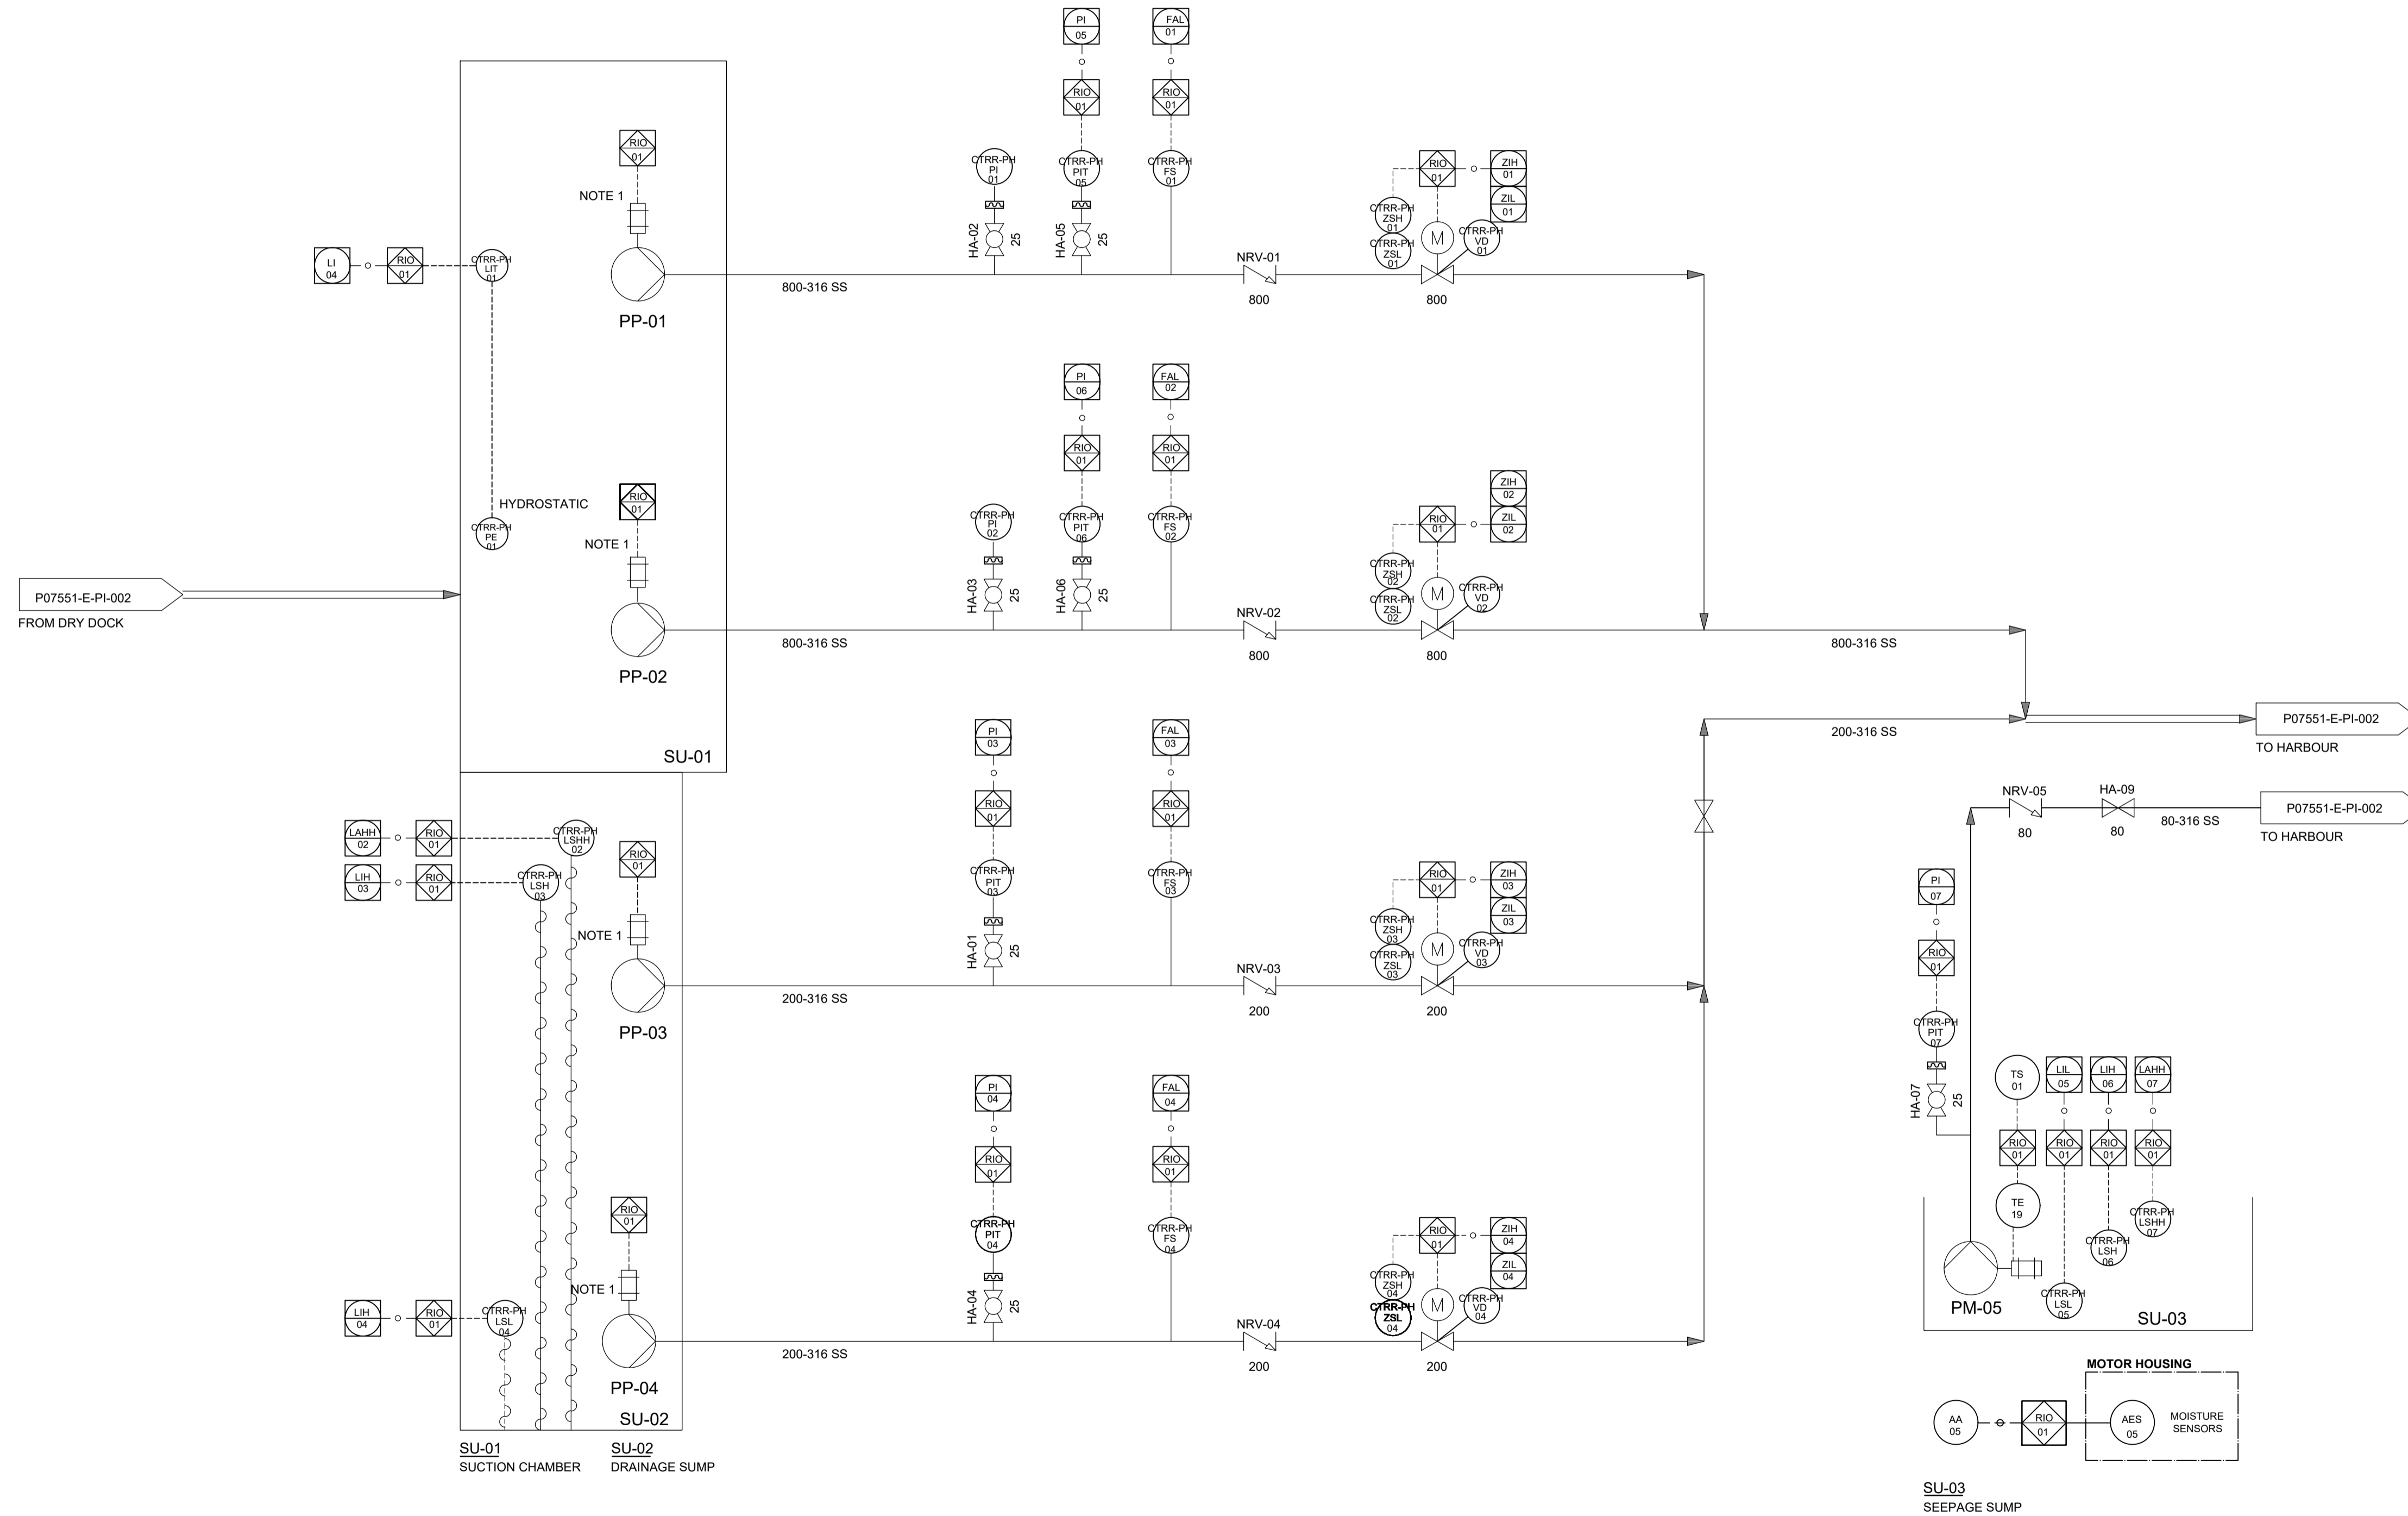 PI
05
FAL
01
RIO
01
RIO
01
RIO
01
NOTE 1
CTRR-PH
PI
01
CTRR-PH
PIT
05
CTRR-PH
FS
01
RIO
01
ZIH
01
ZIL
01
CTRR-PH
ZSH
01
CTRR-PH
ZSL
01
M
CTRR-PH
VD
01
HA-02
25
HA-05
25
LI
04
RIO
01
CTRR-PH
LIT
01
PP-01
800-316 SS
NRV-01
800
800
PI
06
FAL
02
RIO
01
RIO
01
RIO
01
NOTE 1
HYDROSTATIC
CTRR-PH
PE
01
CTRR-PH
PI
02
CTRR-PH
PIT
06
CTRR-PH
FS
02
RIO
01
ZIH
02
ZIL
02
CTRR-PH
ZSH
02
CTRR-PH
ZSL
02
M
CTRR-PH
VD
02
HA-03
25
HA-06
25
P07551-E-PI-002
FROM DRY DOCK
PP-02
800-316 SS
NRV-02
800
800
800-316 SS
SU-01
200-316 SS
P07551-E-PI-002
TO HARBOUR
PI
03
FAL
03
RIO
01
RIO
01
LAHH
02
RIO
01
CTRR-PH
LSHH
02
LIH
03
RIO
01
CTRR-PH
LSH
03
RIO
01
NOTE 1
CTRR-PH
PIT
03
CTRR-PH
FS
03
RIO
01
ZIH
03
ZIL
03
CTRR-PH
ZSH
03
CTRR-PH
ZSL
03
M
CTRR-PH
VD
03
HA-01
25
PP-03
200-316 SS
NRV-03
200
200
NRV-05
80
HA-09
80
80-316 SS
P07551-E-PI-002
TO HARBOUR
PI
07
RIO
01
CTRR-PH
PIT
07
HA-07
25
PI
04
FAL
04
RIO
01
RIO
01
RIO
01
NOTE 1
CTRR-PH
PIT
04
CTRR-PH
FS
04
RIO
01
ZIH
04
ZIL
04
CTRR-PH
ZSH
04
CTRR-PH
ZSL
04
M
CTRR-PH
VD
04
HA-04
25
LIH
04
RIO
01
CTRR-PH
LSL
04
PP-04
200-316 SS
NRV-04
200
200
SU-02
SU-01
SUCTION CHAMBER
SU-02
DRAINAGE SUMP
TS
01
LIL
05
LIH
06
LAHH
07
RIO
01
RIO
01
RIO
01
RIO
01
TE
19
CTRR-PH
LSHH
07
CTRR-PH
LSH
06
CTRR-PH
LSL
05
PM-05
SU-03
MOTOR HOUSING
AA
05
RIO
01
AES
05
MOISTURE
SENSORS
SU-03
SEEPAGE SUMP